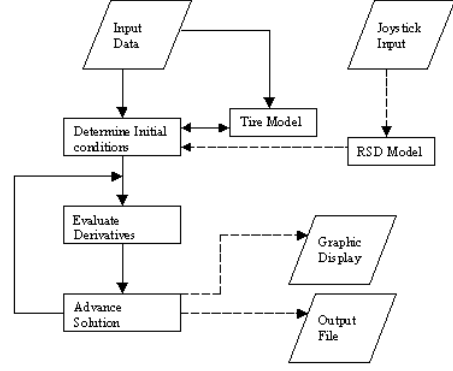 Input
Data
Joystick
Input
Tire Model
Determine Initial
conditions
RSD Model
Evaluate
Derivatives
Graphic
Display
Advance
Solution
Output
File